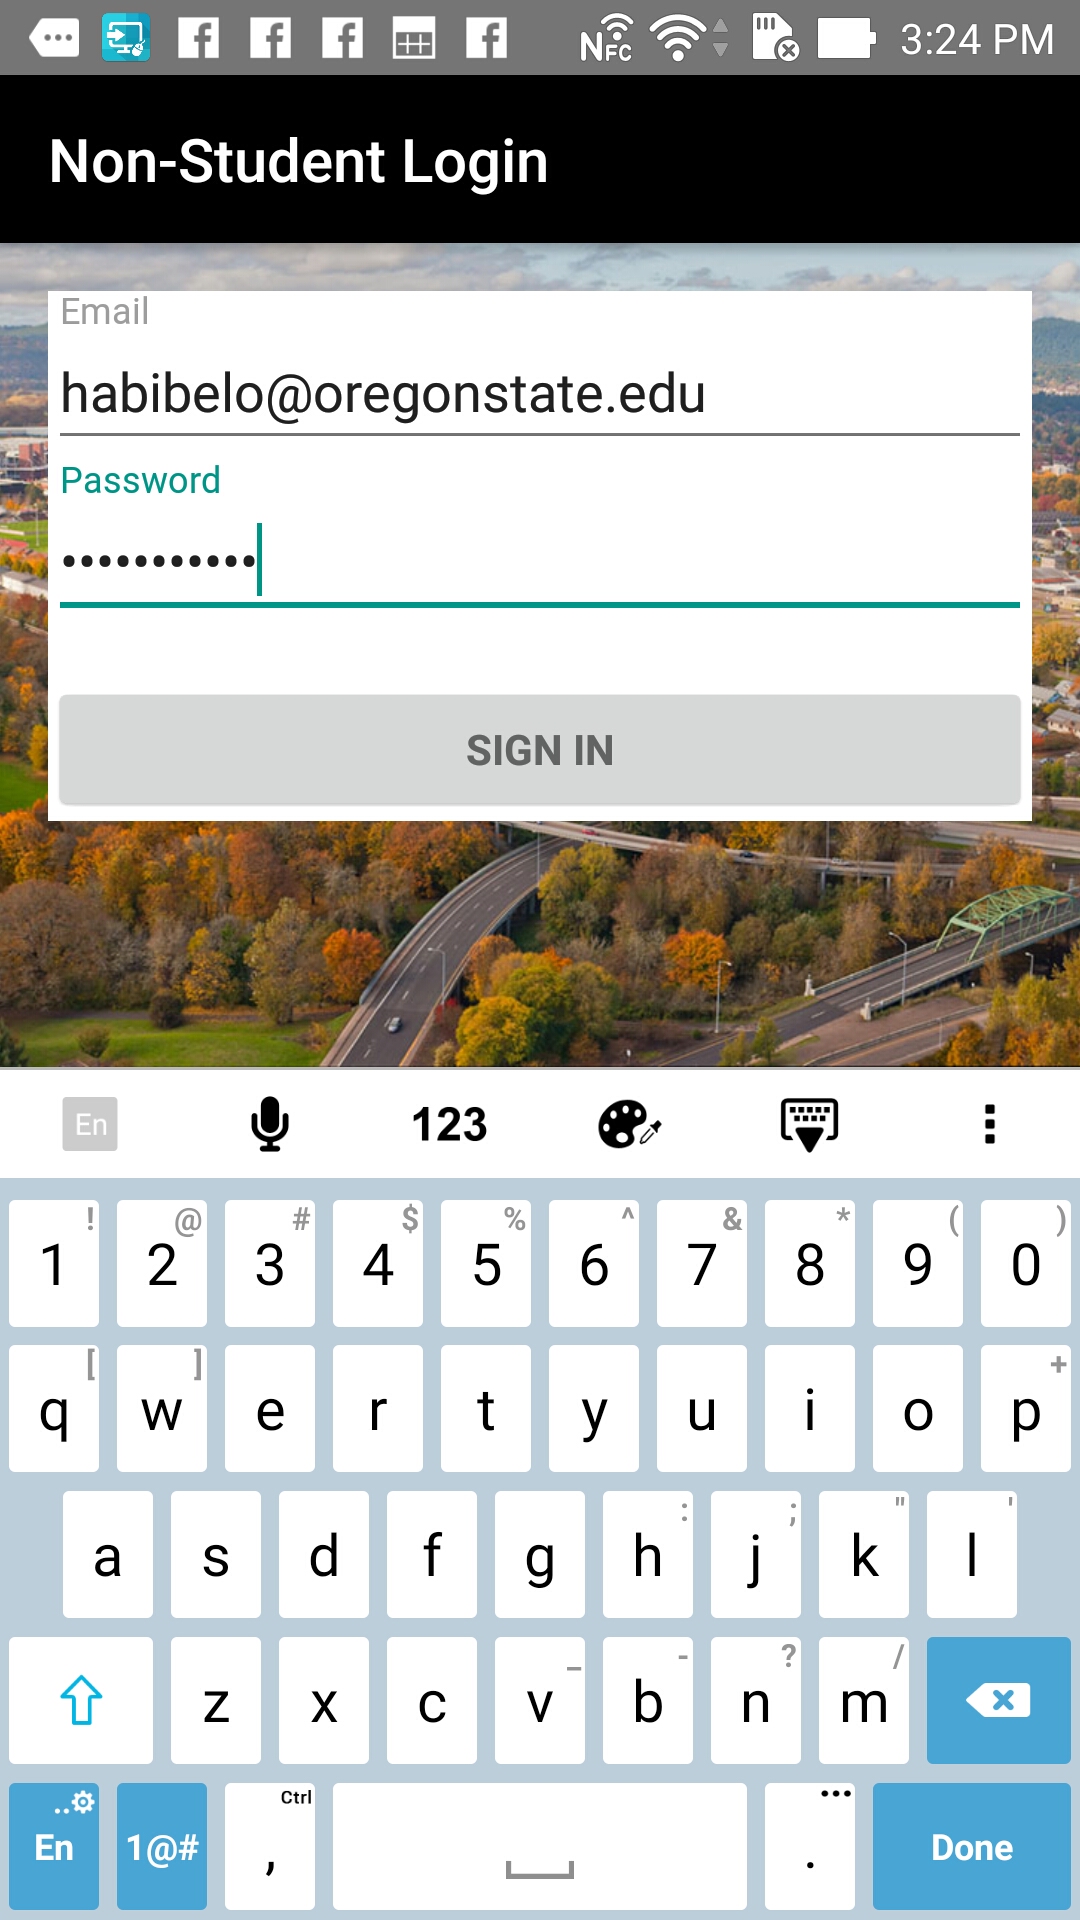 NFC 3:24 PM
Non-Student Login
Email
habibelo@oregonstate.edu
Password
•••••••••••
SIGN IN
En 123
! @ # $ % ^ & * ( )
1 2 3 4 5 6 7 8 9 0
[ ] +
q w e r t y u i o p
: ; " '
a s d f g h j k l
_ - ? /
z x c v b n m
Ctrl
En 1@# , . Done